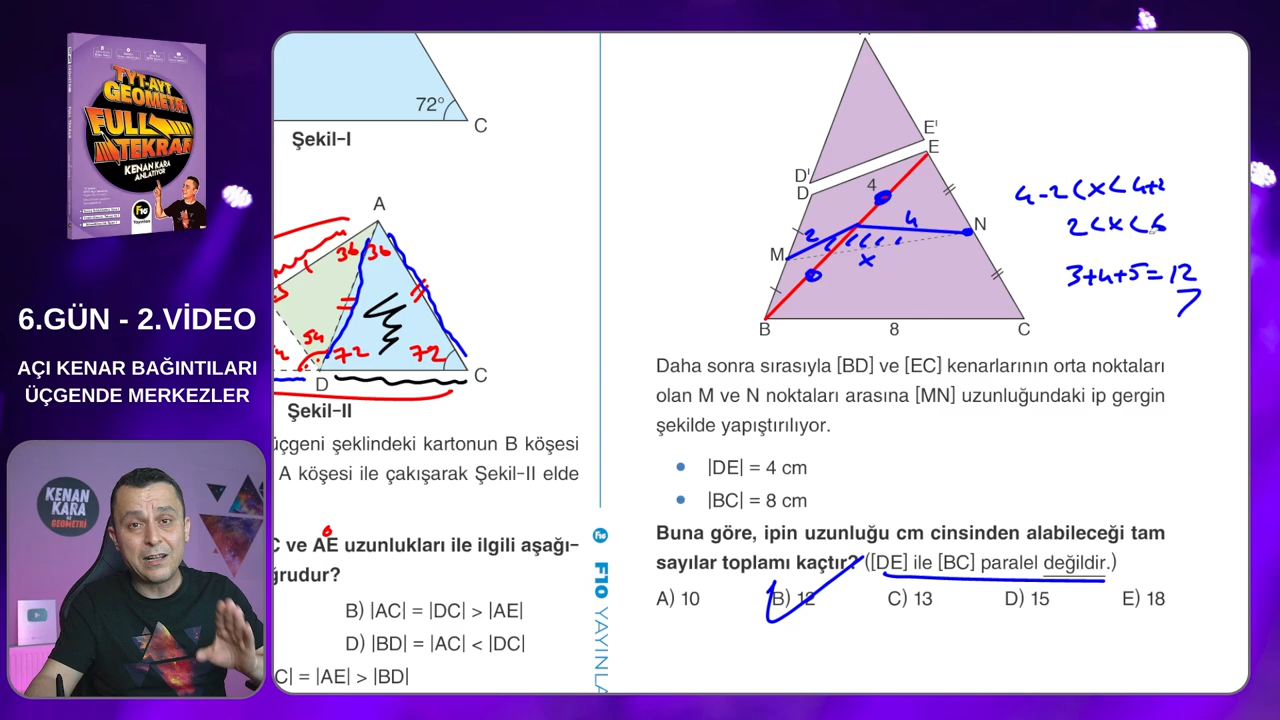 TYT-AYT
GEOMETRİ
FULL
TEKRAR
KENAN KARA
ANLATIYOR
F10
Yayınları
6.GÜN - 2.VİDEO
AÇI KENAR BAĞINTILARI
ÜÇGENDE MERKEZLER
KENAN
KARA
ile
GEOMETRİ
72°
C
Şekil-I
A
36
36
54
72
72
D
C
Şekil-II
üçgeni şeklindeki kartonun B köşesi
A köşesi ile çakışarak Şekil-II elde
6
C ve AE uzunlukları ile ilgili aşağı-
ğrudur?
B) |AC| = |DC| > |AE|
D) |BD| = |AC| < |DC|
C| = |AE| > |BD|
F10 YAYINLA
E'
E
D'
D
4
4
N
2
M
x
B
8
C
4-2<x<4+2
2<x<6
3+4+5=12
Daha sonra sırasıyla [BD] ve [EC] kenarlarının orta noktaları
olan M ve N noktaları arasına [MN] uzunluğundaki ip gergin
şekilde yapıştırılıyor.
• |DE| = 4 cm
• |BC| = 8 cm
Buna göre, ipin uzunluğu cm cinsinden alabileceği tam
sayılar toplamı kaçtır? ([DE] ile [BC] paralel değildir.)
A) 10 B) 12 C) 13 D) 15 E) 18